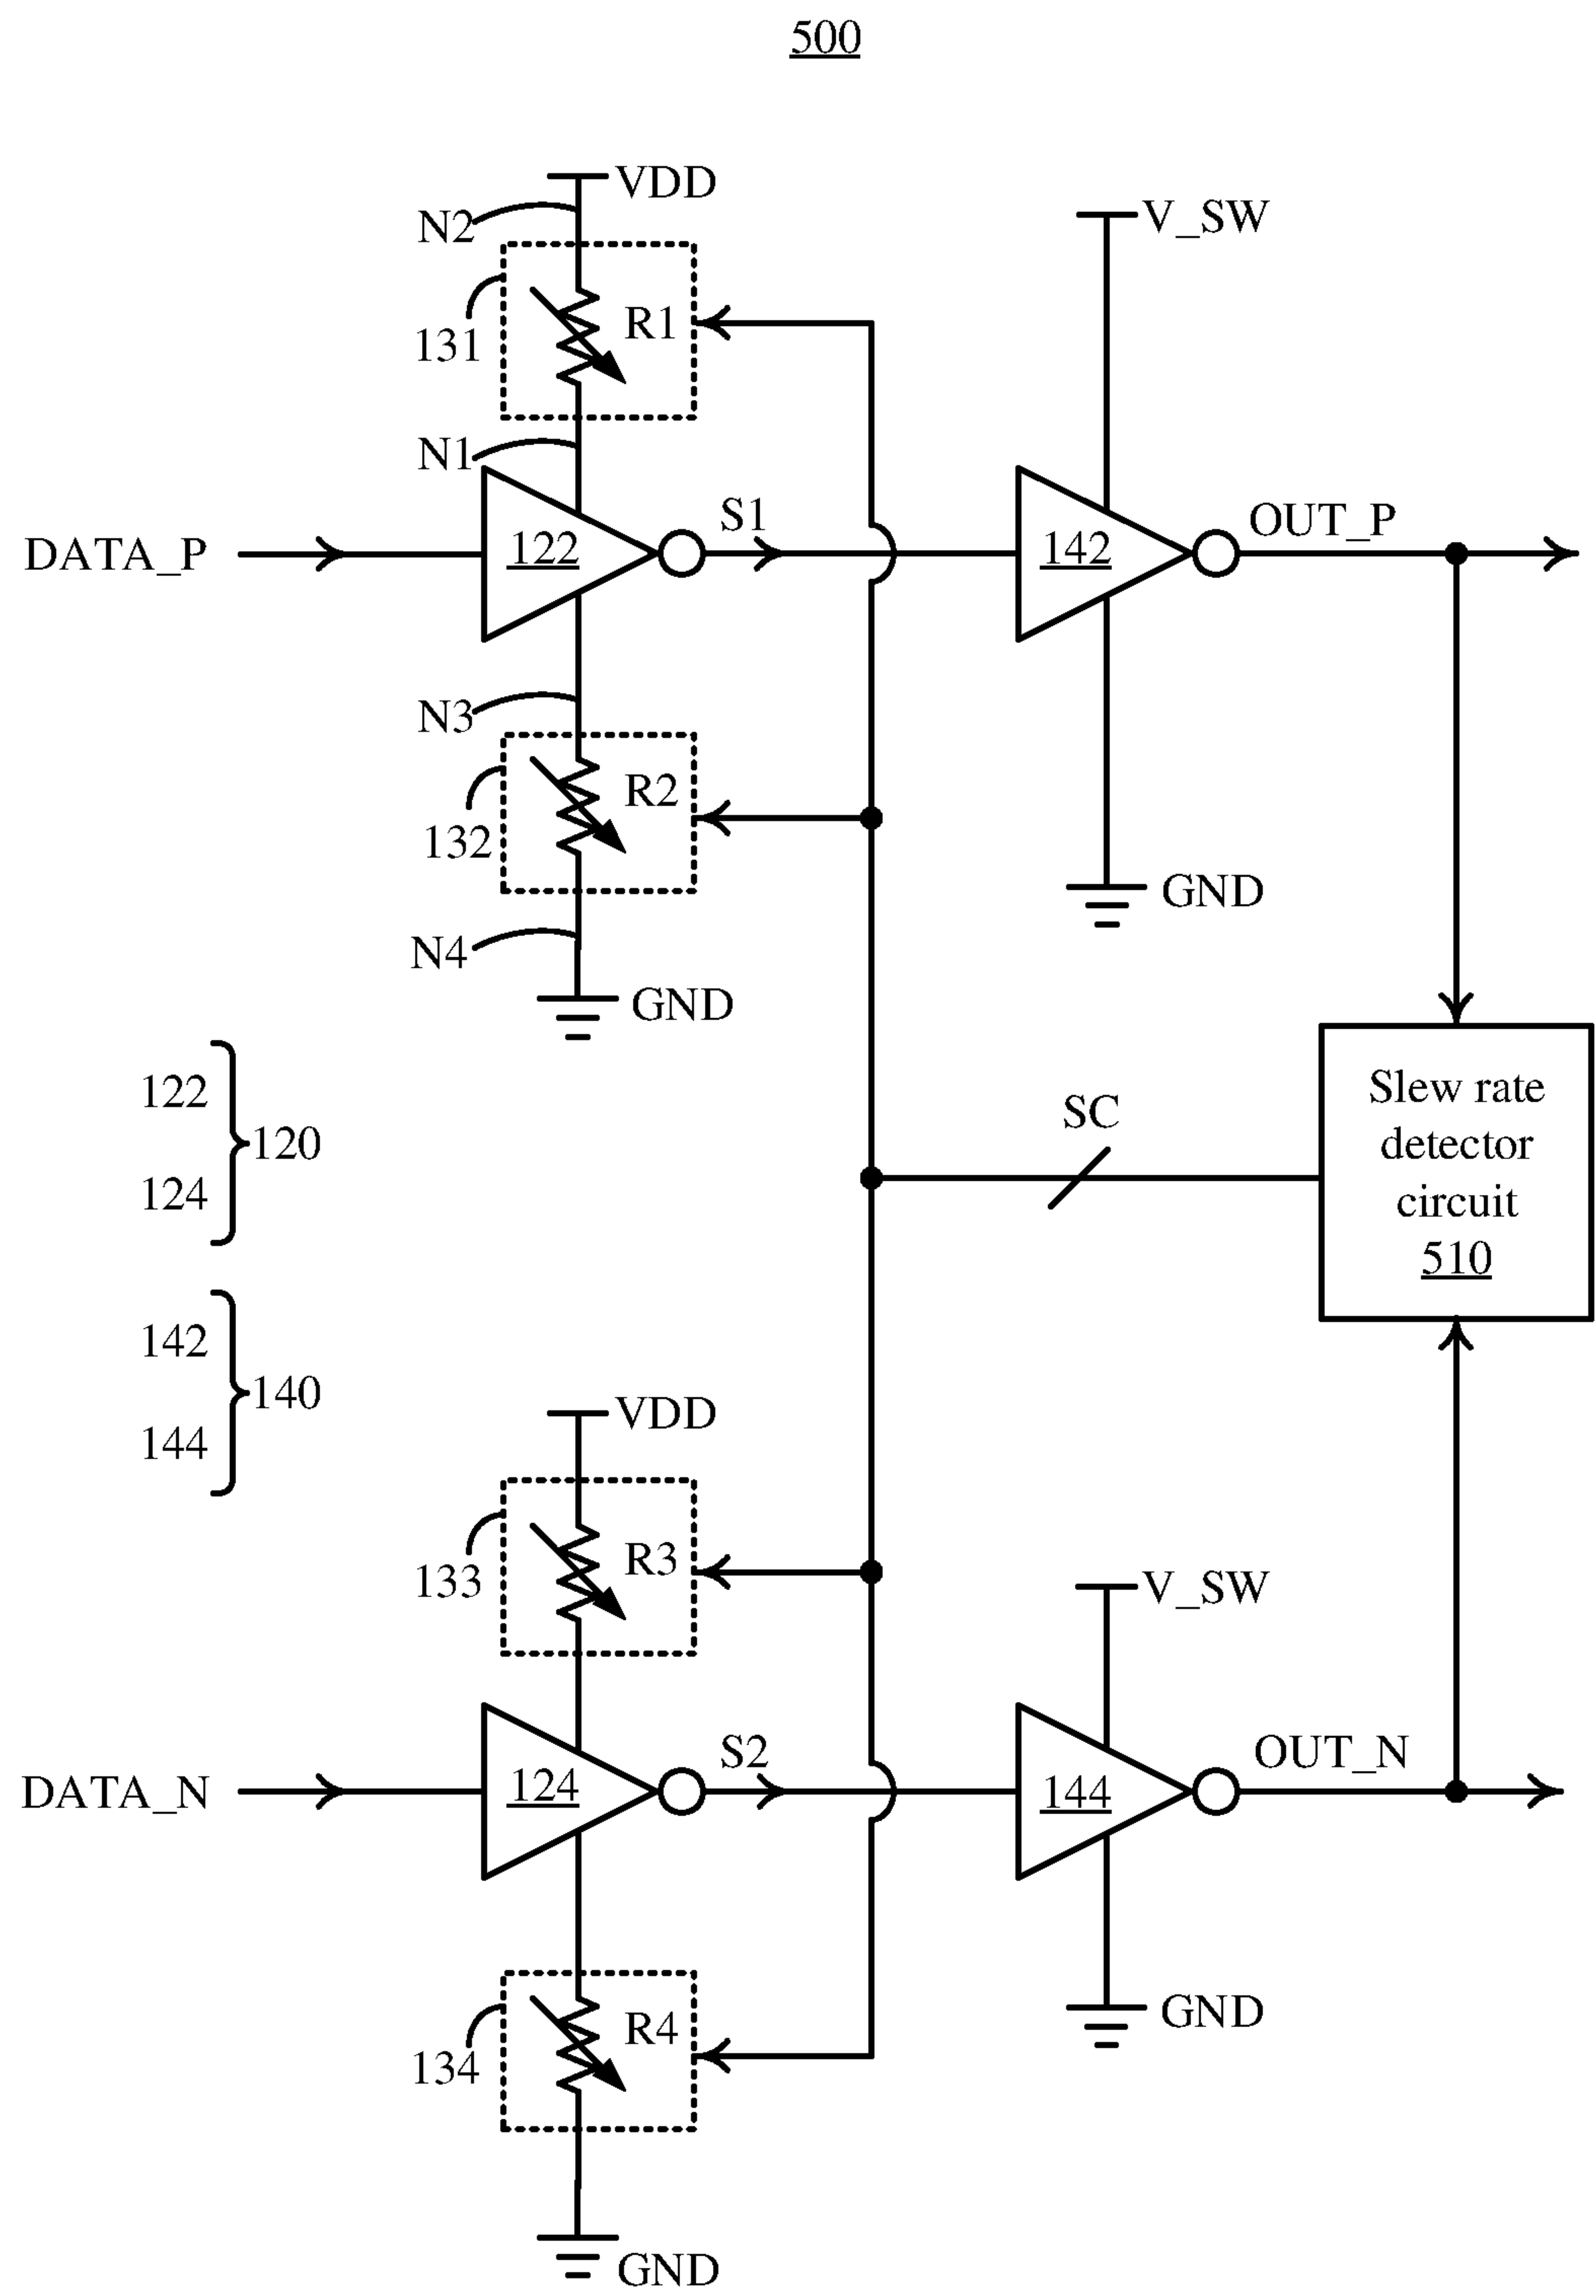 500
VDD
N2
V_SW
R1
131
N1
S1
OUT_P
DATA_P
122
142
N3
R2
132
GND
N4
GND
Slew rate
detector
circuit
510
SC
122
120
124
142
140
144
VDD
R3
133
V_SW
S2
OUT_N
DATA_N
124
144
R4
134
GND
GND